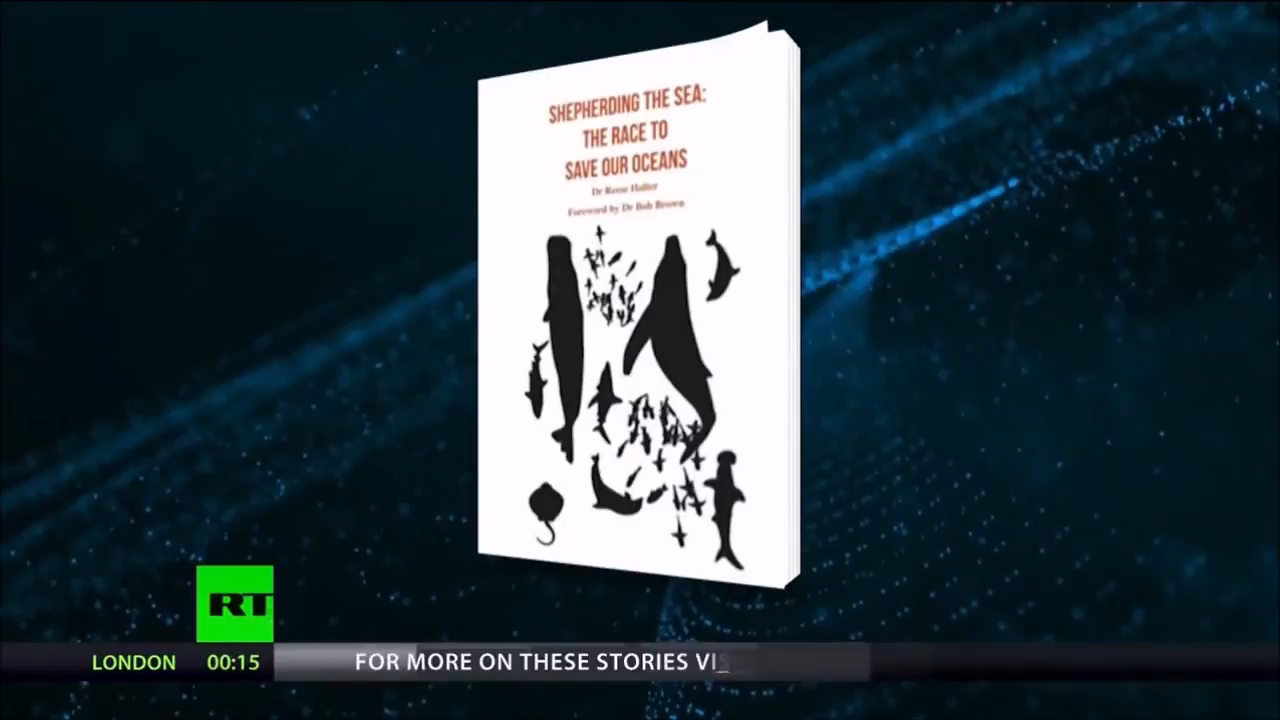 SHEPHERDING THE SEA:
THE RACE TO
SAVE OUR OCEANS
Dr Reese Halter
Foreword by Dr Bob Brown
RT
LONDON 00:15 FOR MORE ON THESE STORIES VIS_